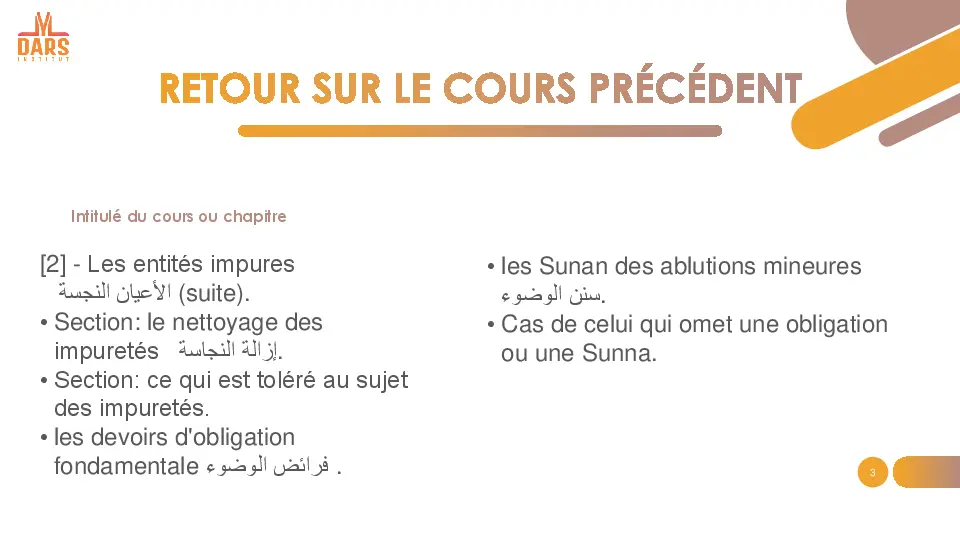 DARS
INSTITUT
RETOUR SUR LE COURS PRÉCÉDENT
Intitulé du cours ou chapitre
[2] - Les entités impures
الأعيان النجسة (suite).
• Section: le nettoyage des
impuretés إزالة النجاسة.
• Section: ce qui est toléré au sujet
des impuretés.
• les devoirs d'obligation
fondamentale فرائض الوضوء .
• les Sunan des ablutions mineures
سنن الوضوء.
• Cas de celui qui omet une obligation
ou une Sunna.
3